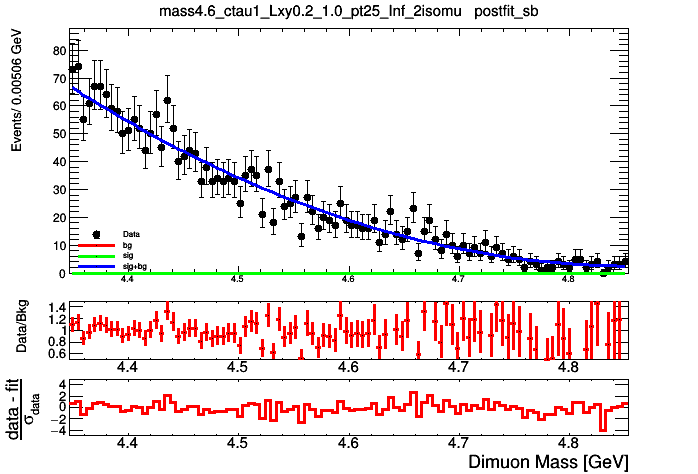 mass4.6_ctau1_Lxy0.2_1.0_pt25_Inf_2isomu postfit_sb
Events/ 0.00506 GeV
80
70
60
50
40
30
20
10
0
Data
bg
sig
sig+bg
4.4 4.5 4.6 4.7 4.8
Data/Bkg
1.4
1.2
1
0.8
0.6
4.4 4.5 4.6 4.7 4.8
data - fit
σdata
4
2
0
−2
−4
4.4 4.5 4.6 4.7 4.8
Dimuon Mass [GeV]